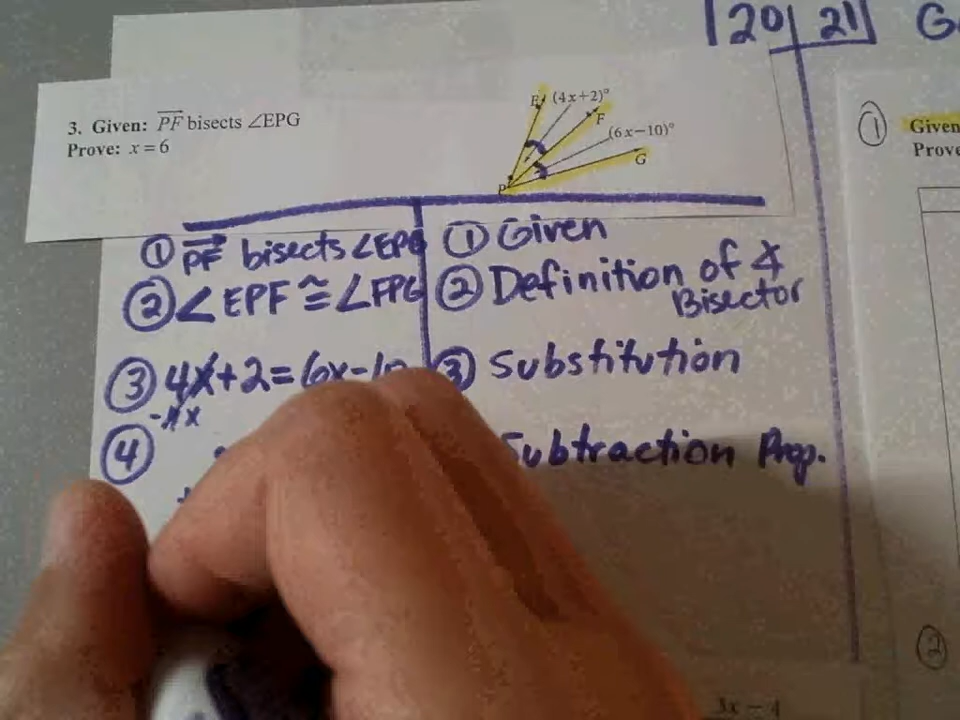 20 21 G
3. Given: PF bisects ∠EPG
Prove: x = 6
E (4x+2)°
F
(6x−10)°
G
P
① Given
Prove
① PF bisects ∠EPG ① Given
② ∠EPF ≅ ∠FPG ② Definition of ∡
Bisector
③ 4x+2=6x-10 ③ Substitution
-4x
④ Subtraction Prop.
②
3x − 4